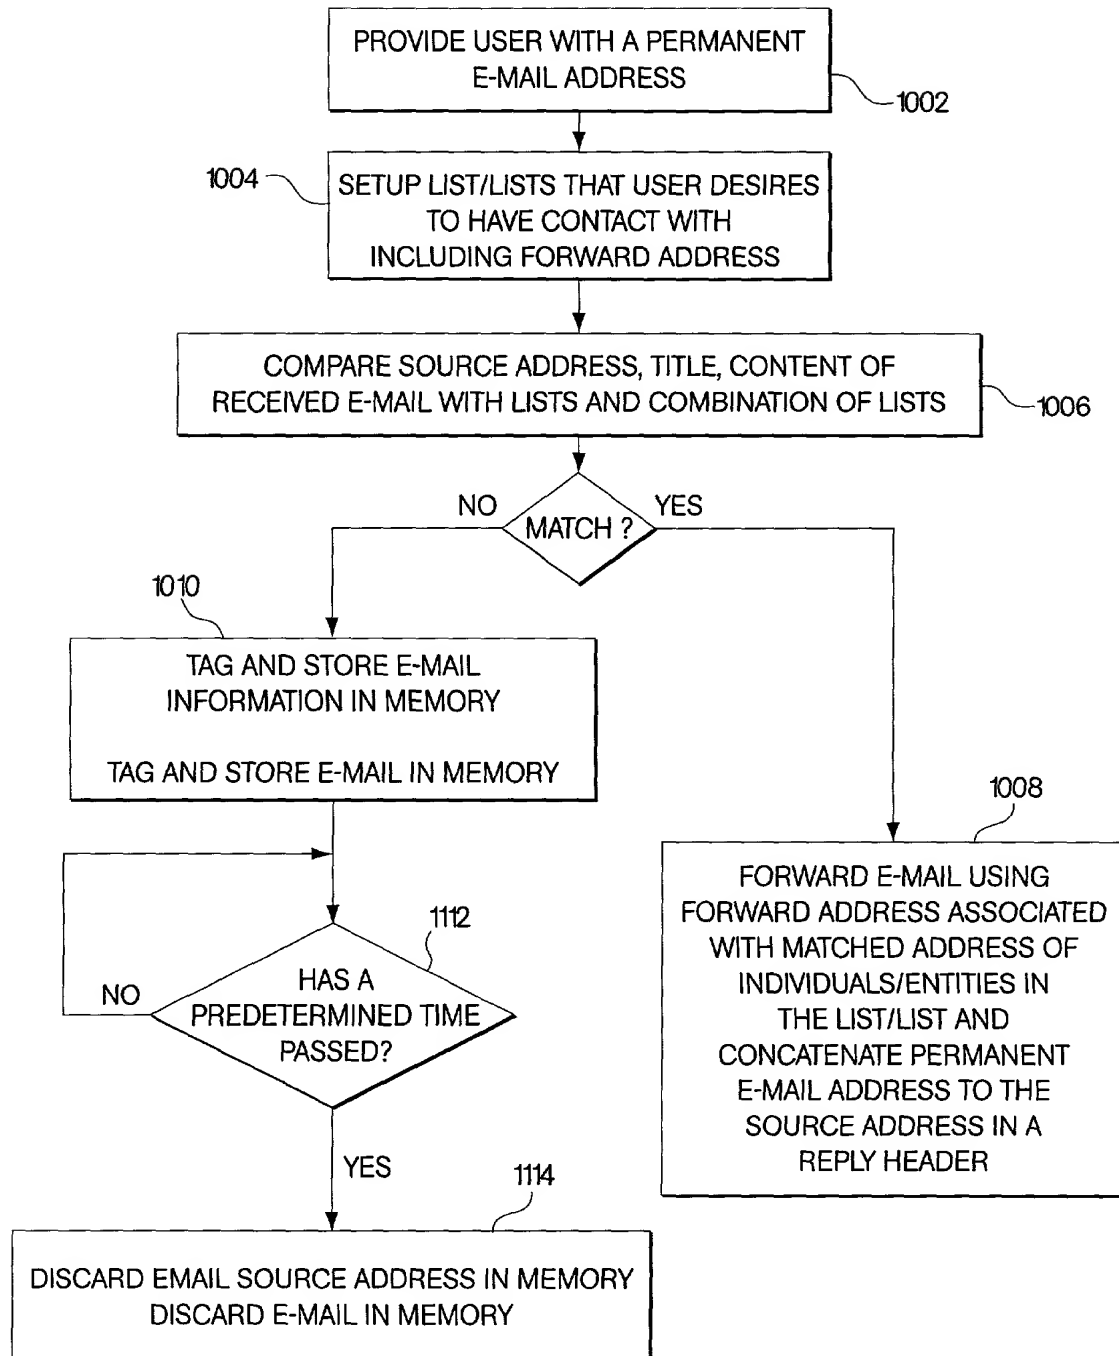 PROVIDE USER WITH A PERMANENT
E-MAIL ADDRESS
1002
1004
SETUP LIST/LISTS THAT USER DESIRES
TO HAVE CONTACT WITH
INCLUDING FORWARD ADDRESS
COMPARE SOURCE ADDRESS, TITLE, CONTENT OF
RECEIVED E-MAIL WITH LISTS AND COMBINATION OF LISTS
1006
NO
MATCH ?
YES
1010
TAG AND STORE E-MAIL
INFORMATION IN MEMORY
TAG AND STORE E-MAIL IN MEMORY
1008
FORWARD E-MAIL USING
FORWARD ADDRESS ASSOCIATED
WITH MATCHED ADDRESS OF
INDIVIDUALS/ENTITIES IN
THE LIST/LIST AND
CONCATENATE PERMANENT
E-MAIL ADDRESS TO THE
SOURCE ADDRESS IN A
REPLY HEADER
1112
HAS A
PREDETERMINED TIME
PASSED?
NO
YES
1114
DISCARD EMAIL SOURCE ADDRESS IN MEMORY
DISCARD E-MAIL IN MEMORY